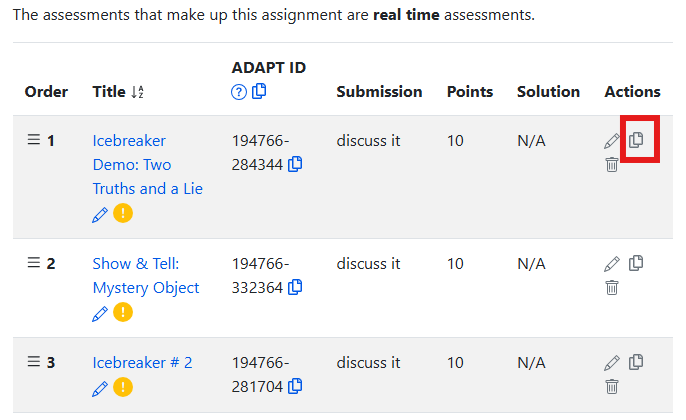 The assessments that make up this assignment are real time assessments.
ADAPT ID
Order Title Submission Points Solution Actions
1 Icebreaker 194766- discuss it 10 N/A
Demo: Two 284344
Truths and a Lie
2 Show & Tell: 194766- discuss it 10 N/A
Mystery Object 332364
3 Icebreaker # 2 194766- discuss it 10 N/A
281704